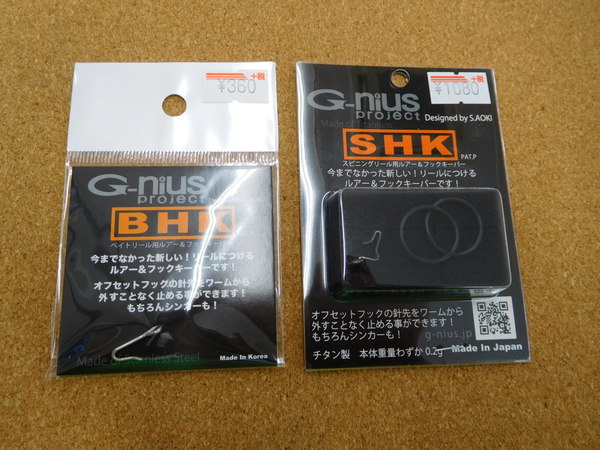 +税
¥360
G-nius
project
BHK
ベイトリール用ルアー&フックキーパー
今までなかった新しい!リールにつける
ルアー&フックキーパーです!
オフセットフックの針先をワームから
外すことなく止める事ができます!
もちろんシンカーも!
Made Stainless Steel
Made In Korea
+税
¥1080
G-nius
project
Designed by S.AOKI
Made of Titanium
SHK
PAT.P
スピニングリール用ルアー&フックキーパー
今までなかった新しい!リールにつける
ルアー&フックキーパーです!
オフセットフックの針先をワームから
外すことなく止める事ができます!
もちろんシンカーも!
g-nius.jp
チタン製 本体重量わずか 0.2g
Made In Japan